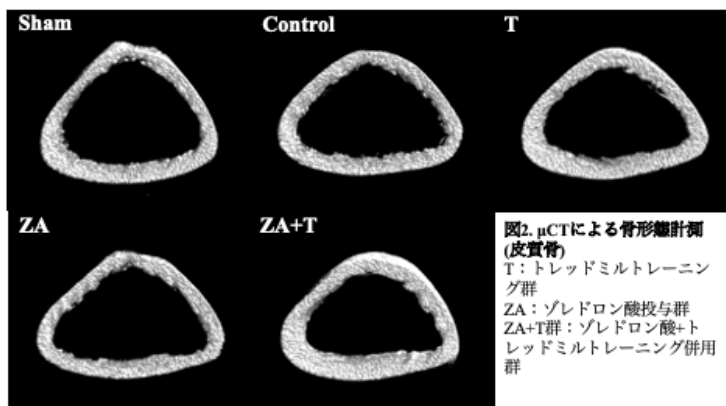 Sham
Control
T
ZA
ZA+T
図2. μCTによる骨形態計測
(皮質骨)
T：トレッドミルトレーニン
グ群
ZA：ゾレドロン酸投与群
ZA+T群：ゾレドロン酸+ト
レッドミルトレーニング併用
群